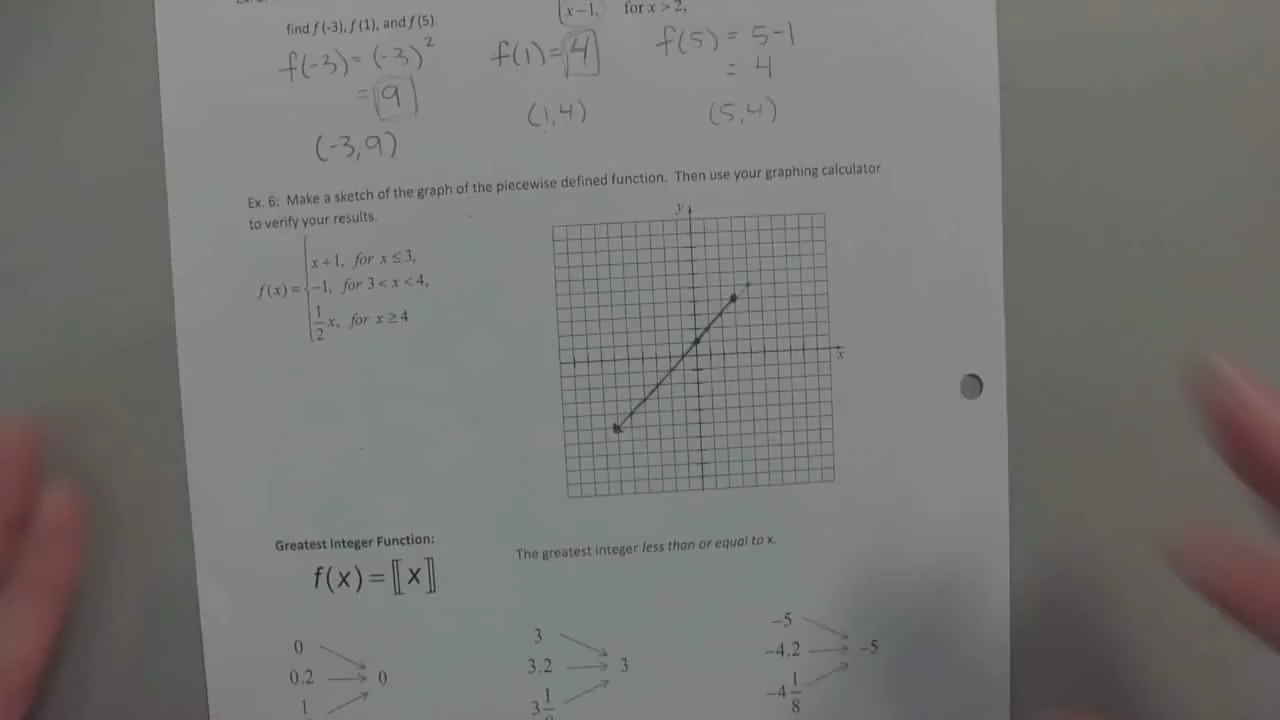 x−1, for x > 2,
find f (-3), f (1), and f (5).
f(-3) = (-3)² f(1) = 4 f(5) = 5-1
= 9 = 4
(-3,9) (1,4) (5,4)
Ex. 6: Make a sketch of the graph of the piecewise defined function. Then use your graphing calculator
to verify your results.
x+1, for x ≤ 3,
f(x) = { −1, for 3 < x < 4,
1/2 x, for x ≥ 4
y
x
Greatest Integer Function: The greatest integer less than or equal to x.
f(x) = ⟦x⟧
0 3 −5
0.2 0 3.2 3 −4.2 −5
1 3 1 −4 1/8